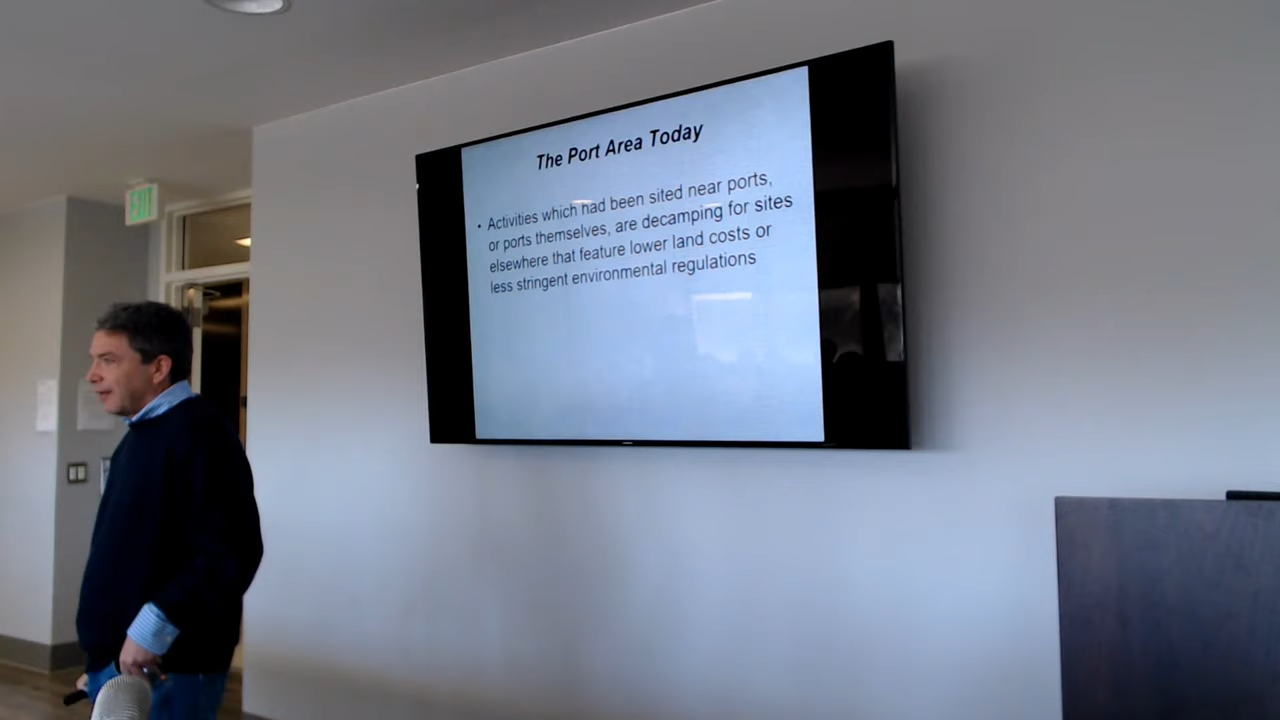 EXIT
The Port Area Today
• Activities which had been sited near ports,
or ports themselves, are decamping for sites
elsewhere that feature lower land costs or
less stringent environmental regulations